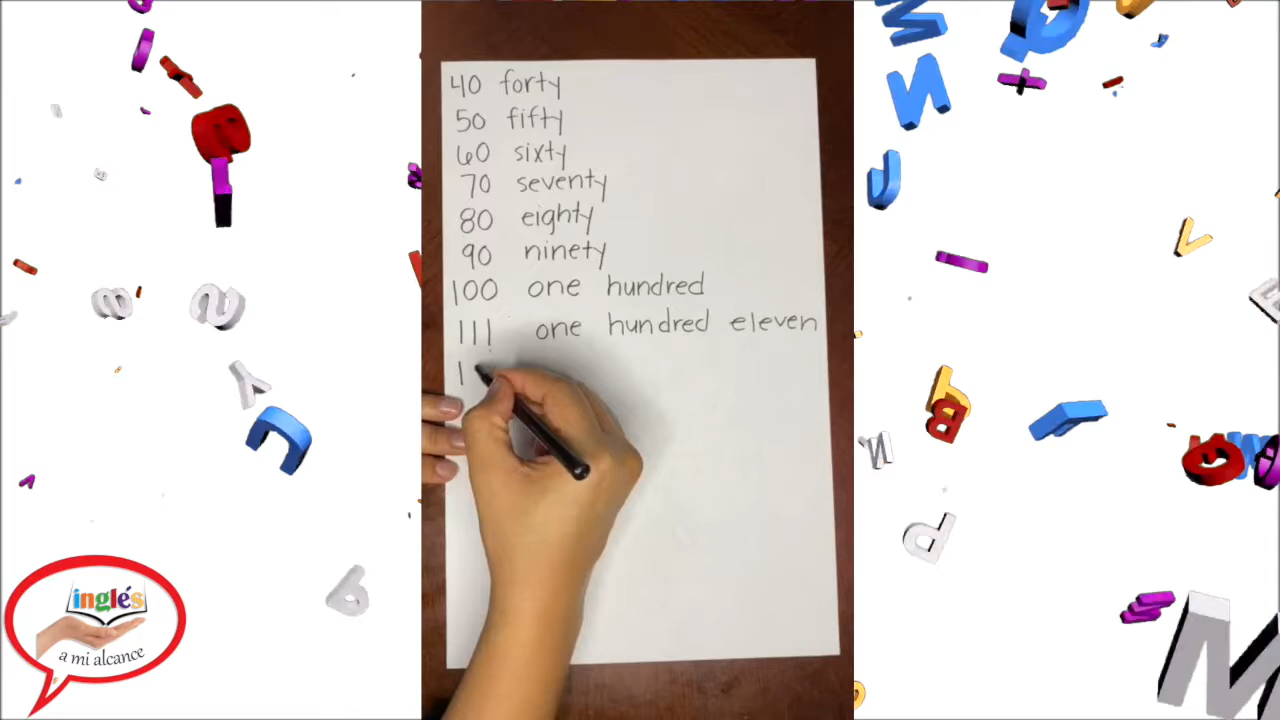 40 forty
50 fifty
60 sixty
70 seventy
80 eighty
90 ninety
100 one hundred
111 one hundred eleven
1
inglés
a mi alcance